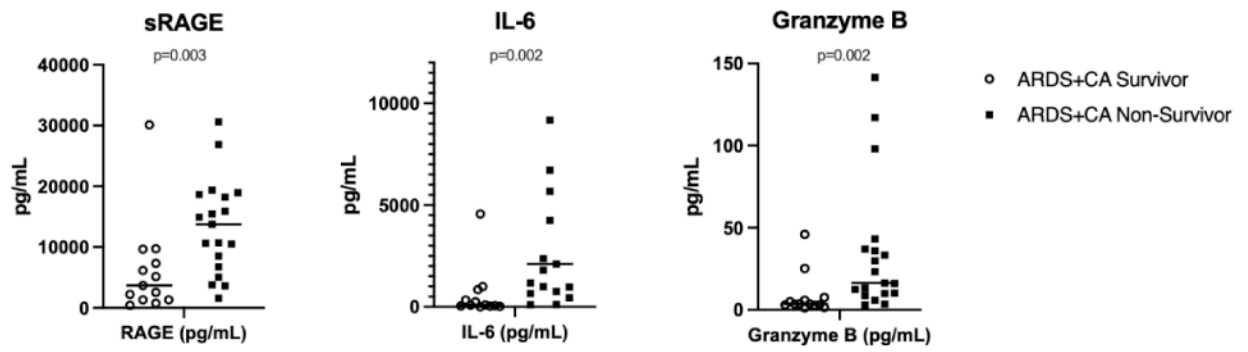 sRAGE
p=0.003
40000
30000
20000
10000
0
pg/mL
RAGE (pg/mL)
IL-6
p=0.002
10000
5000
0
pg/mL
IL-6 (pg/mL)
Granzyme B
p=0.002
150
100
50
0
pg/mL
Granzyme B (pg/mL)
ARDS+CA Survivor
ARDS+CA Non-Survivor